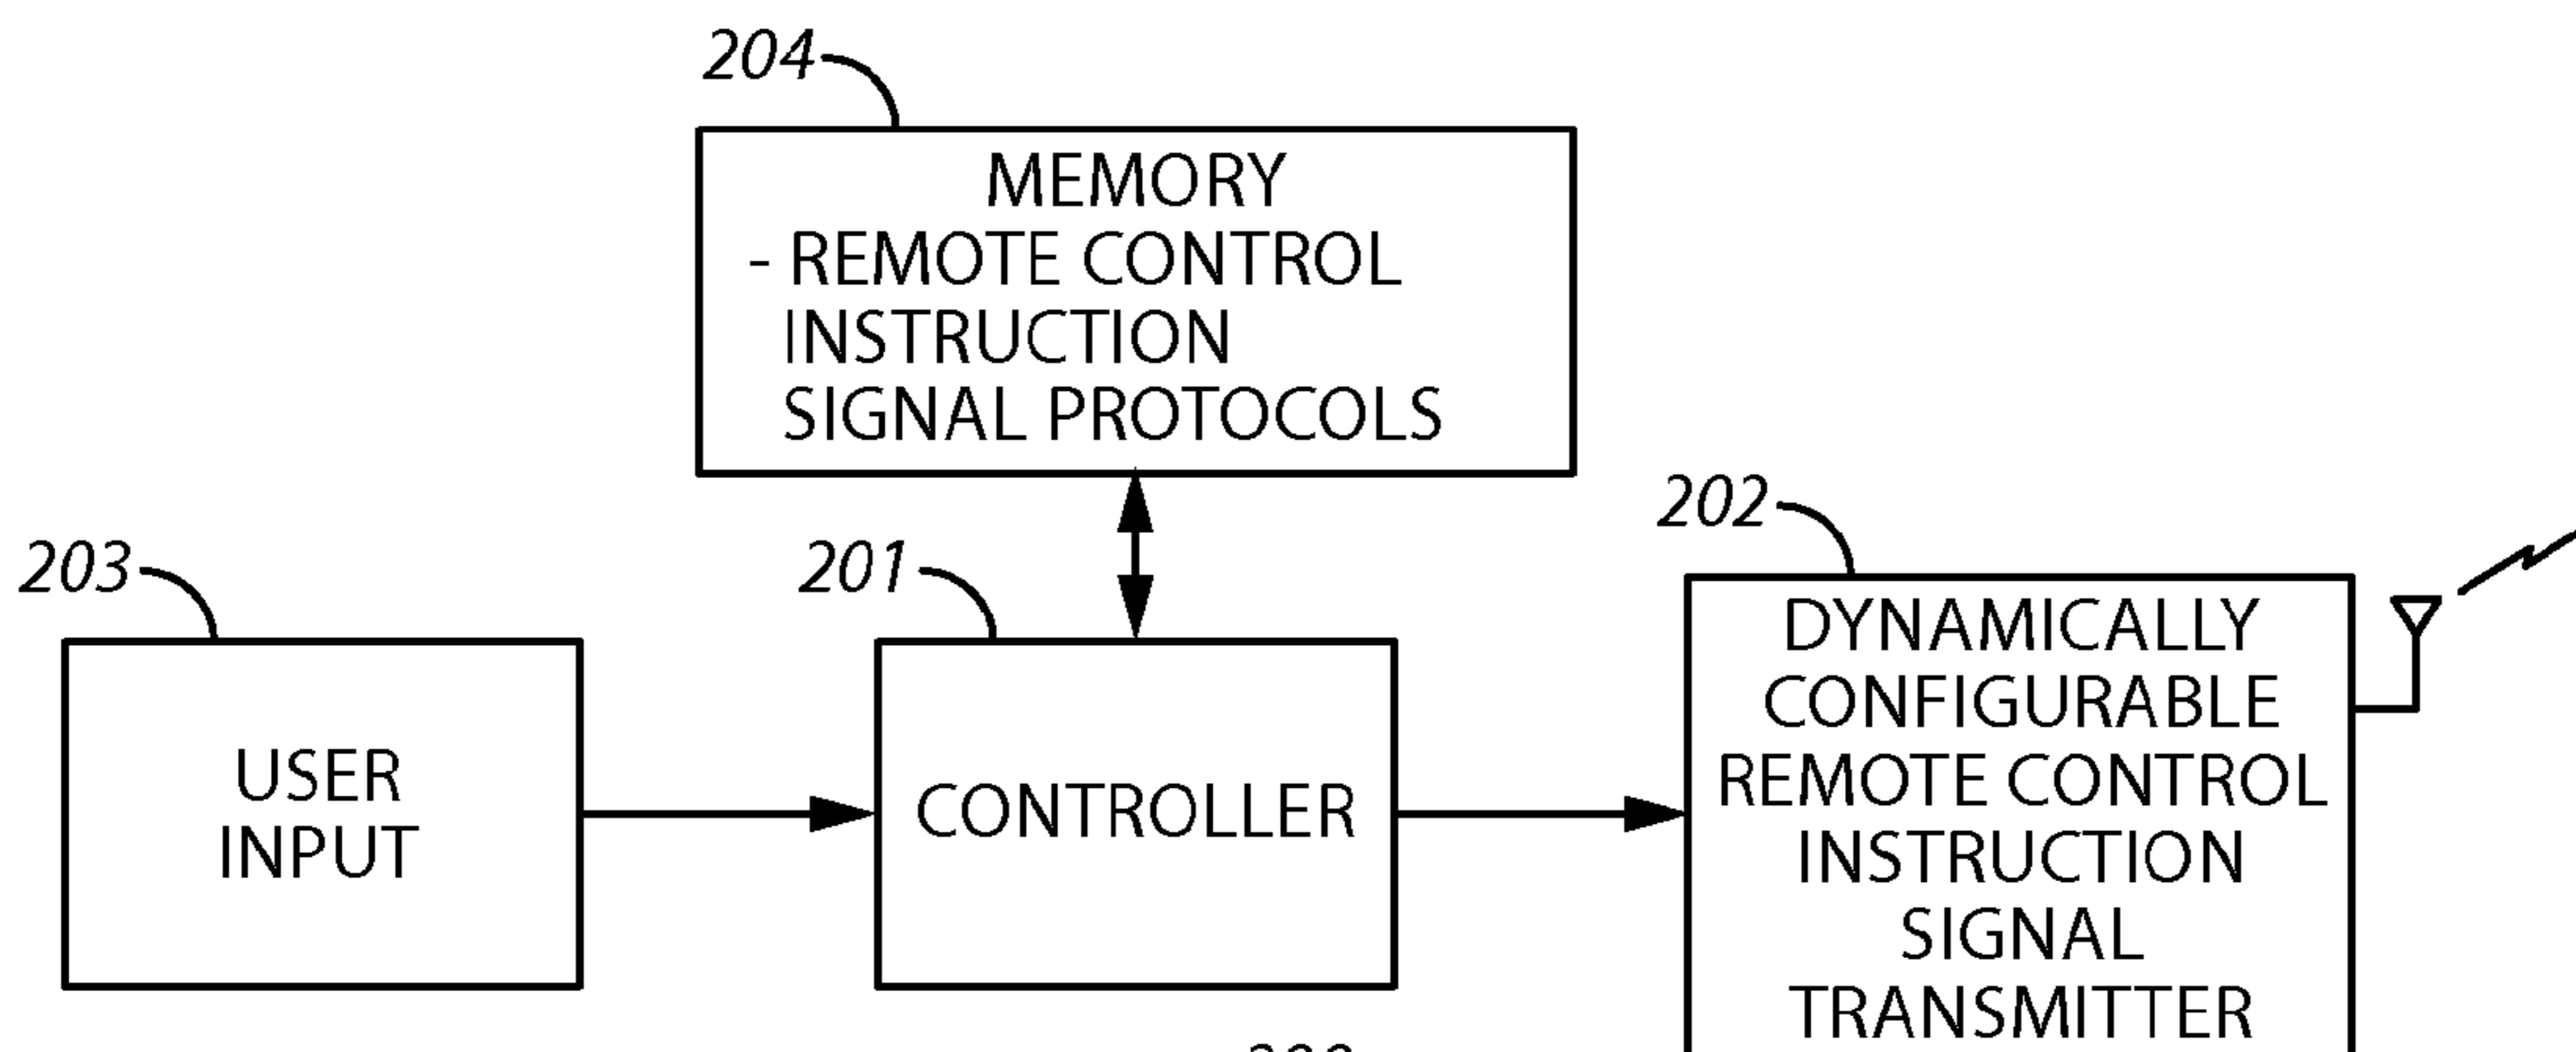 204
MEMORY
- REMOTE CONTROL
INSTRUCTION
SIGNAL PROTOCOLS
203
201
202
USER
INPUT
CONTROLLER
DYNAMICALLY
CONFIGURABLE
REMOTE CONTROL
INSTRUCTION
SIGNAL
TRANSMITTER